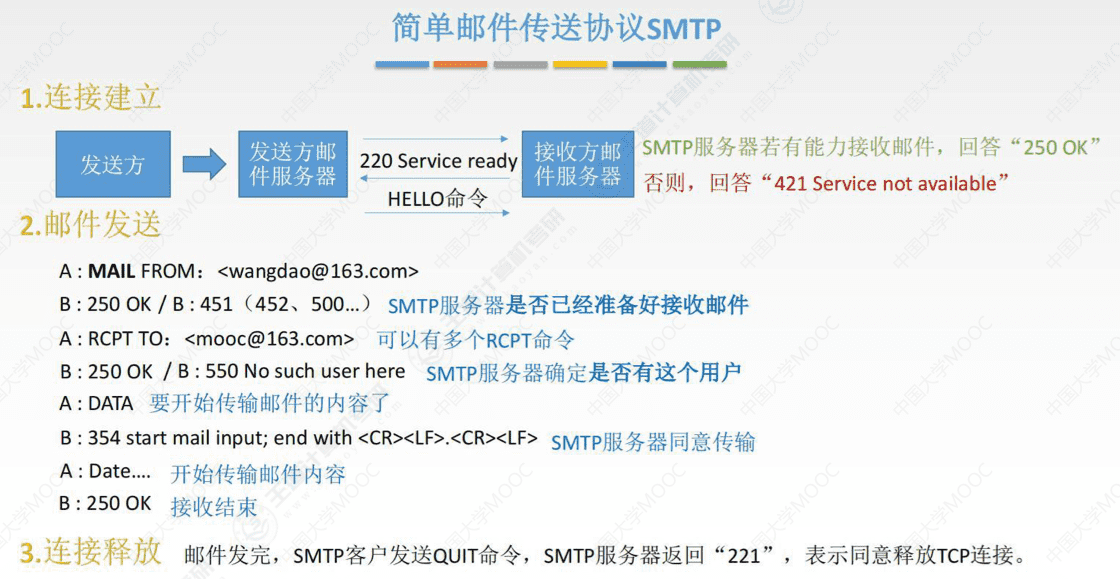 简单邮件传送协议SMTP
1.连接建立
发送方
发送方邮
件服务器
220 Service ready
HELLO命令
接收方邮
件服务器
SMTP服务器若有能力接收邮件，回答“250 OK”
否则，回答“421 Service not available”
2.邮件发送
A : MAIL FROM：<wangdao@163.com>
B : 250 OK / B : 451（452、500...） SMTP服务器是否已经准备好接收邮件
A : RCPT TO：<mooc@163.com> 可以有多个RCPT命令
B : 250 OK / B : 550 No such user here SMTP服务器确定是否有这个用户
A : DATA 要开始传输邮件的内容了
B : 354 start mail input; end with <CR><LF>.<CR><LF> SMTP服务器同意传输
A : Date.... 开始传输邮件内容
B : 250 OK 接收结束
3.连接释放 邮件发完，SMTP客户发送QUIT命令，SMTP服务器返回“221”，表示同意释放TCP连接。
中国大学MOOC
王道计算机考研